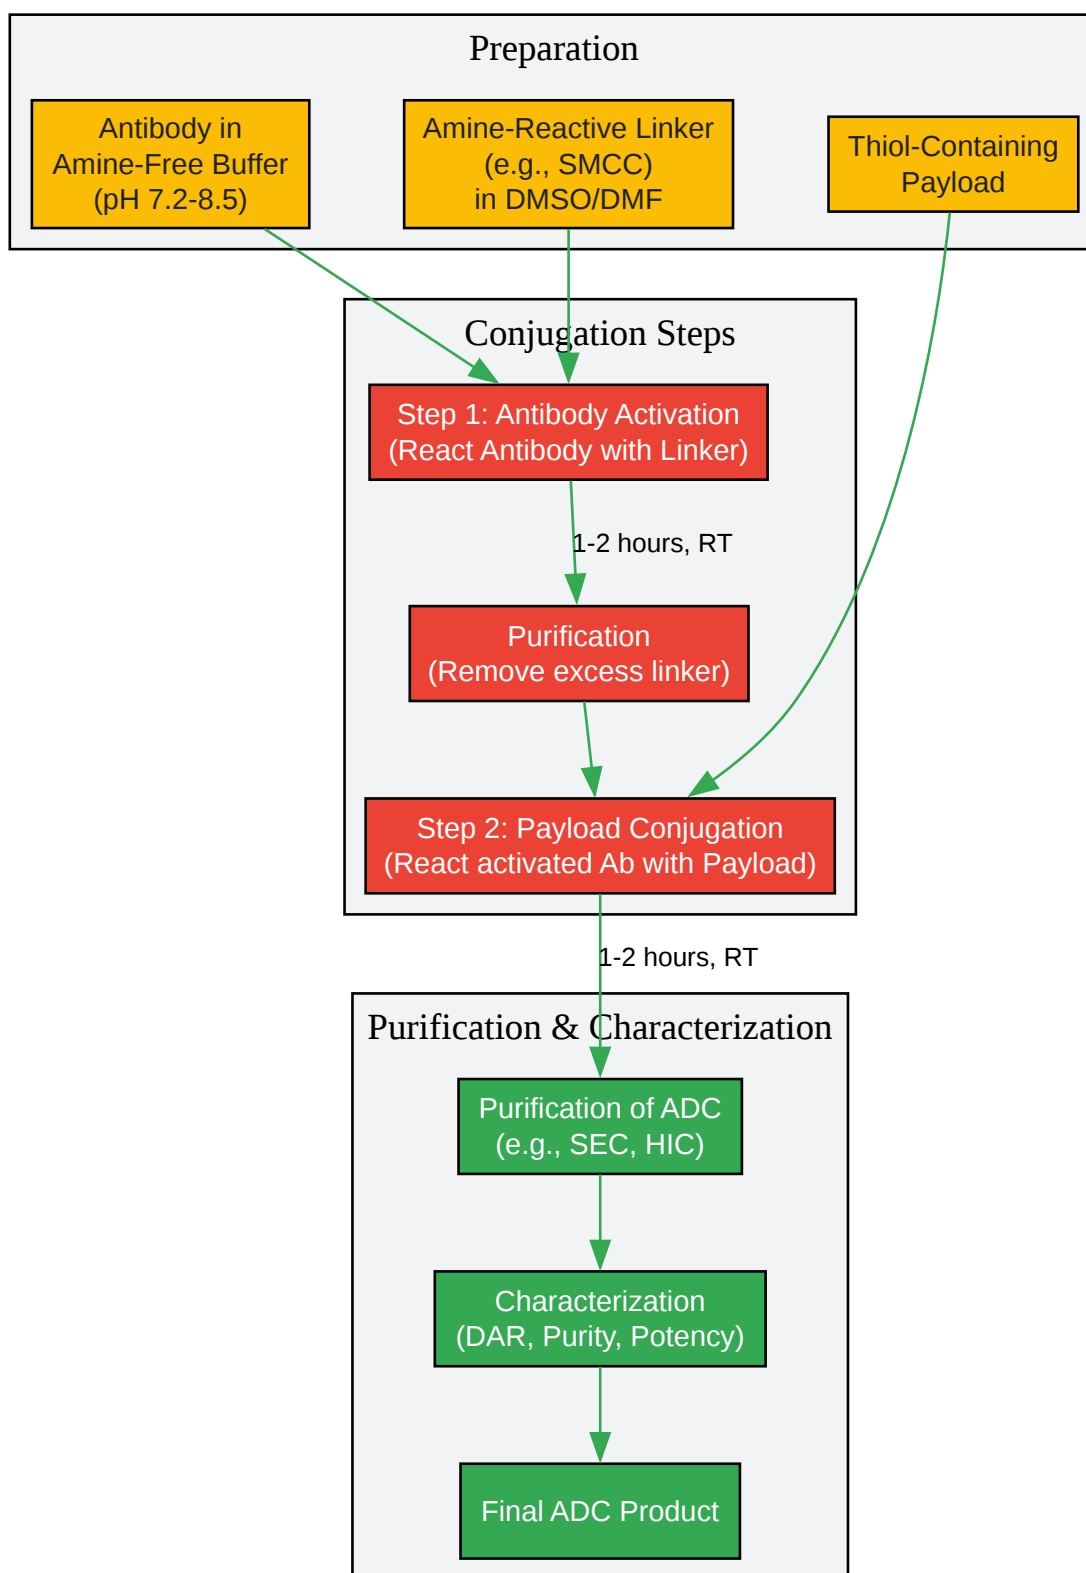 Preparation
Antibody in
Amine-Free Buffer
(pH 7.2-8.5)
Amine-Reactive Linker
(e.g., SMCC)
in DMSO/DMF
Thiol-Containing
Payload
Conjugation Steps
Step 1: Antibody Activation
(React Antibody with Linker)
1-2 hours, RT
Purification
(Remove excess linker)
Step 2: Payload Conjugation
(React activated Ab with Payload)
1-2 hours, RT
Purification & Characterization
Purification of ADC
(e.g., SEC, HIC)
Characterization
(DAR, Purity, Potency)
Final ADC Product